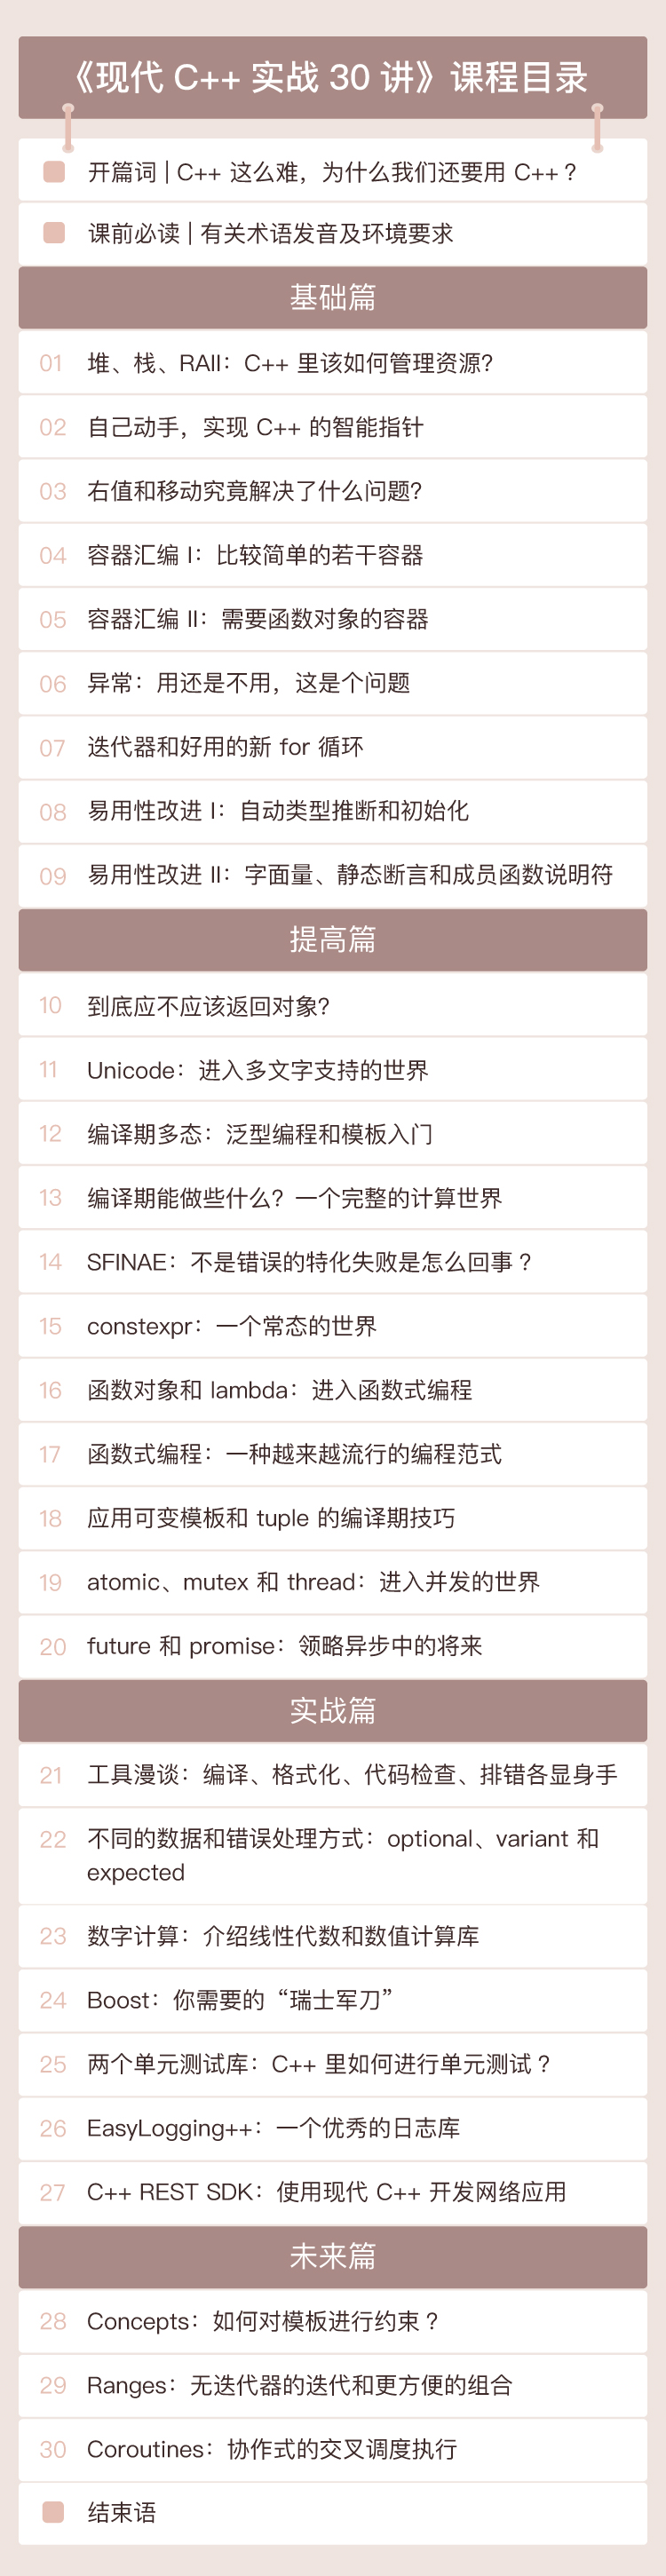 《现代 C++ 实战 30 讲》课程目录
开篇词 | C++ 这么难，为什么我们还要用 C++？
课前必读 | 有关术语发音及环境要求
基础篇
01 堆、栈、RAII：C++ 里该如何管理资源？
02 自己动手，实现 C++ 的智能指针
03 右值和移动究竟解决了什么问题？
04 容器汇编 I：比较简单的若干容器
05 容器汇编 II：需要函数对象的容器
06 异常：用还是不用，这是个问题
07 迭代器和好用的新 for 循环
08 易用性改进 I：自动类型推断和初始化
09 易用性改进 II：字面量、静态断言和成员函数说明符
提高篇
10 到底应不应该返回对象？
11 Unicode：进入多文字支持的世界
12 编译期多态：泛型编程和模板入门
13 编译期能做些什么？一个完整的计算世界
14 SFINAE：不是错误的特化失败是怎么回事？
15 constexpr：一个常态的世界
16 函数对象和 lambda：进入函数式编程
17 函数式编程：一种越来越流行的编程范式
18 应用可变模板和 tuple 的编译期技巧
19 atomic、mutex 和 thread：进入并发的世界
20 future 和 promise：领略异步中的将来
实战篇
21 工具漫谈：编译、格式化、代码检查、排错各显身手
22 不同的数据和错误处理方式：optional、variant 和
expected
23 数字计算：介绍线性代数和数值计算库
24 Boost：你需要的“瑞士军刀”
25 两个单元测试库：C++ 里如何进行单元测试？
26 EasyLogging++：一个优秀的日志库
27 C++ REST SDK：使用现代 C++ 开发网络应用
未来篇
28 Concepts：如何对模板进行约束？
29 Ranges：无迭代器的迭代和更方便的组合
30 Coroutines：协作式的交叉调度执行
结束语